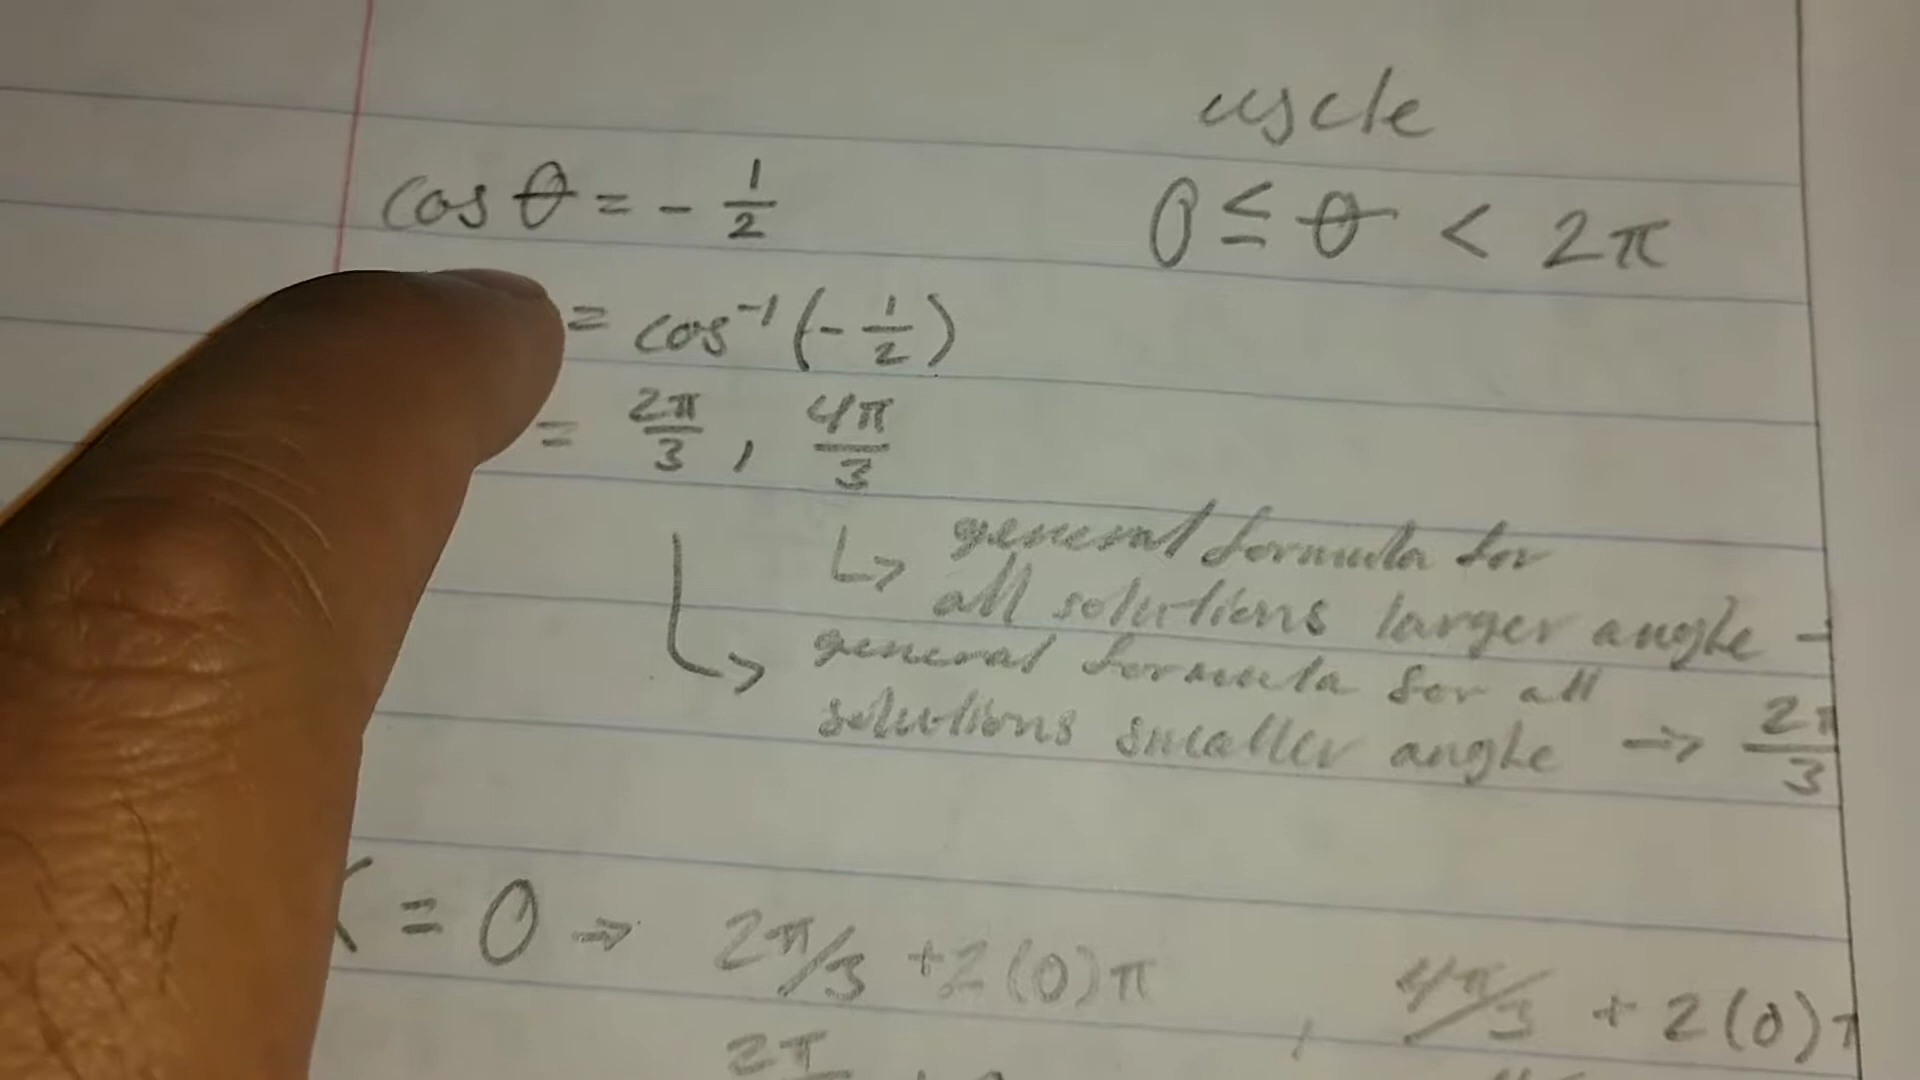 cos θ = - 1/2
0 ≤ θ < 2π
= cos⁻¹(- 1/2)
= 2π/3 , 4π/3
↳ general formula for
all solutions larger angle -
↳ general formula for all
solutions smaller angle → 2π/3
K = 0 → 2π/3 + 2(0)π , 4π/3 + 2(0)π